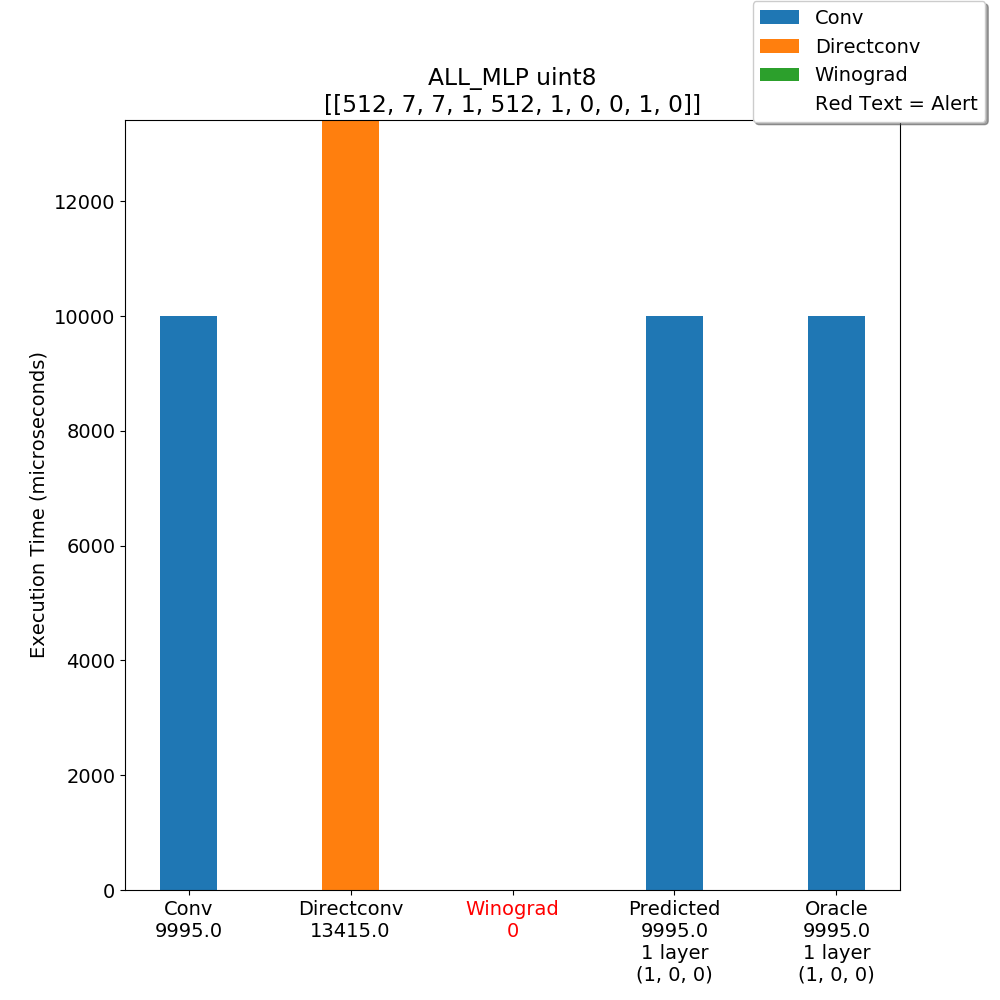 Conv
Directconv
Winograd
Red Text = Alert
ALL_MLP uint8
[[512, 7, 7, 1, 512, 1, 0, 0, 1, 0]]
Execution Time (microseconds)
12000
10000
8000
6000
4000
2000
0
Conv
9995.0
Directconv
13415.0
Winograd
0
Predicted
9995.0
1 layer
(1, 0, 0)
Oracle
9995.0
1 layer
(1, 0, 0)